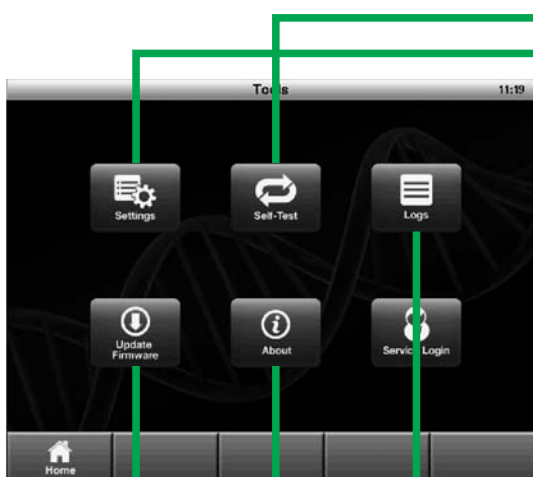 Tools 11:19
Settings Self-Test Logs
Update
Firmware
About
Service Login
Home